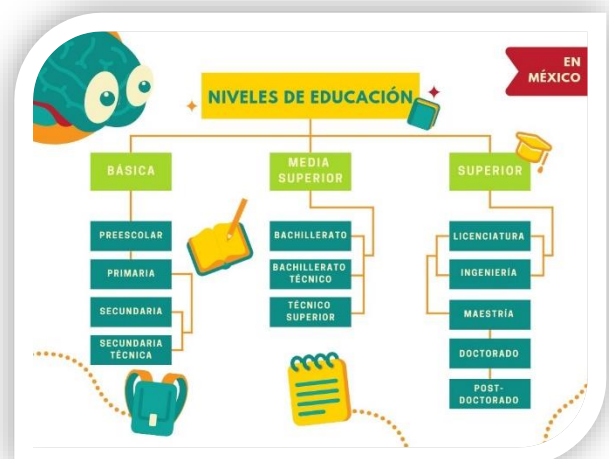 EN
MÉXICO
NIVELES DE EDUCACIÓN
BÁSICA
PREESCOLAR
PRIMARIA
SECUNDARIA
SECUNDARIA
TÉCNICA
MEDIA
SUPERIOR
BACHILLERATO
BACHILLERATO
TÉCNICO
TÉCNICO
SUPERIOR
SUPERIOR
LICENCIATURA
INGENIERÍA
MAESTRÍA
DOCTORADO
POST-
DOCTORADO